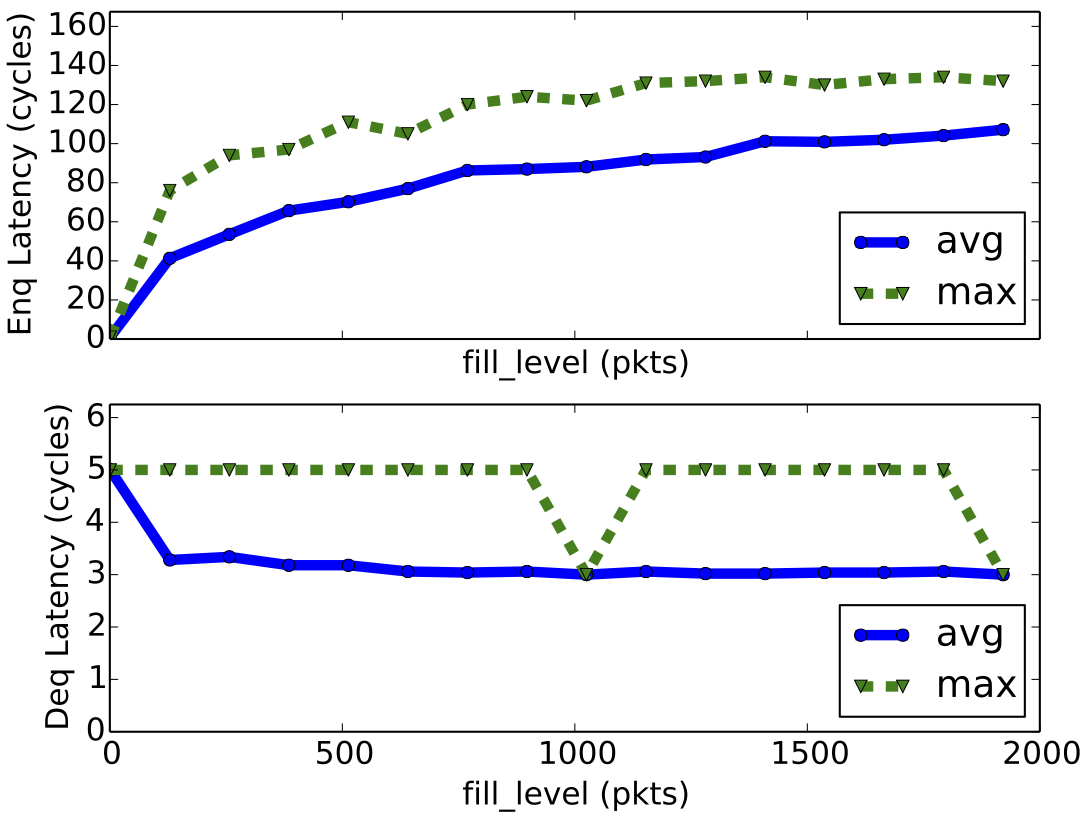 160
140
120
100
80
60
40
20
0
Enq Latency (cycles)
avg
max
fill_level (pkts)
6
5
4
3
2
1
0
Deq Latency (cycles)
avg
max
0 500 1000 1500 2000
fill_level (pkts)